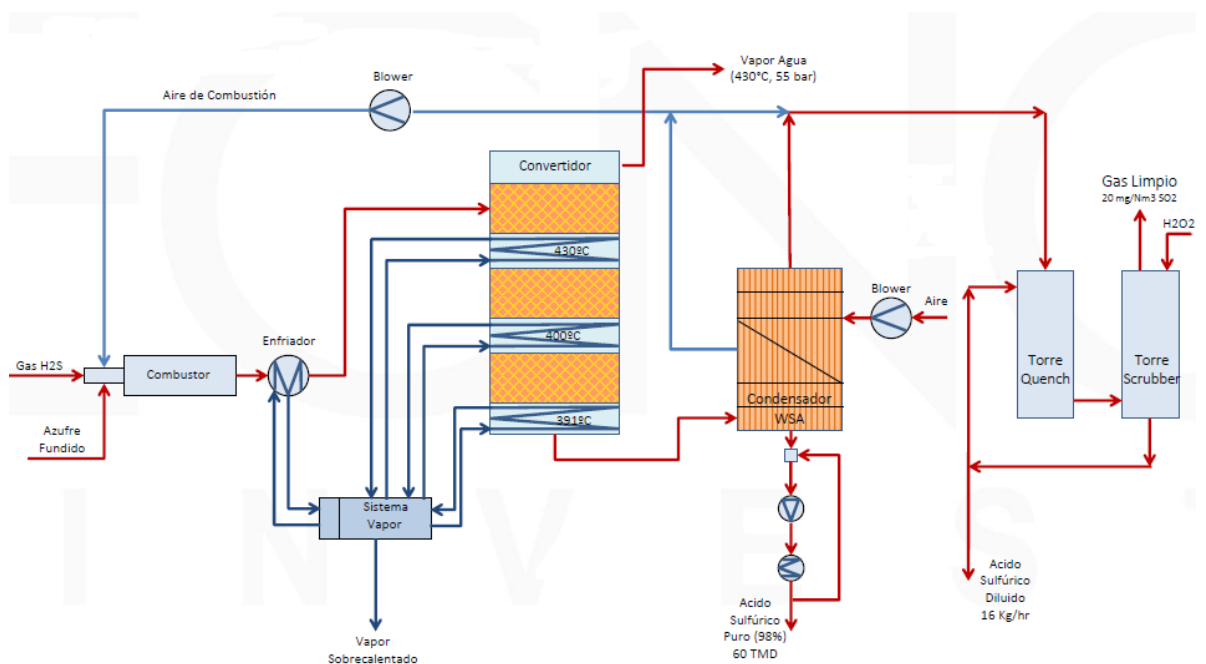 Vapor Agua
(430°C, 55 bar)
Blower
Aire de Combustión
Convertidor
Gas Limpio
20 mg/Nm3 SO2
H2O2
430ºC
Blower
Aire
Enfriador
400ºC
Gas H2S
Combustor
Torre
Quench
Torre
Scrubber
Condensador
WSA
391ºC
Azufre
Fundido
Sistema
Vapor
Acido
Sulfúrico
Diluido
16 Kg/hr
Acido
Sulfúrico
Puro (98%)
60 TMD
Vapor
Sobrecalentado
I N V E S